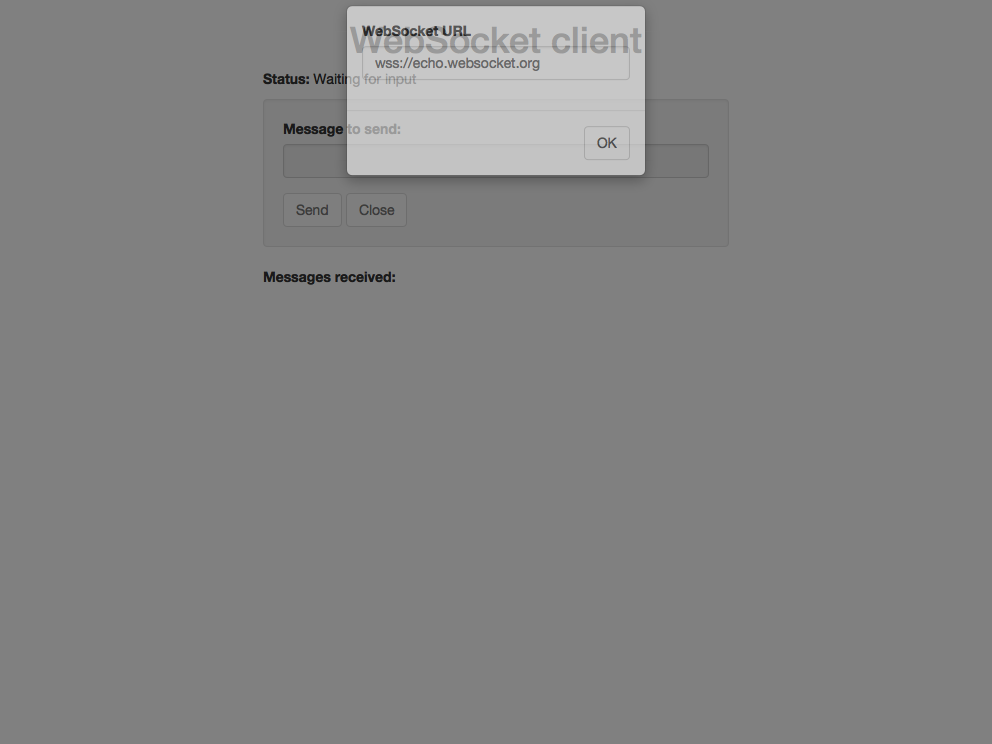 WebSocket URL
WebSocket client
wss://echo.websocket.org
Status: Waiting for input
Message to send:
OK
Send Close
Messages received: